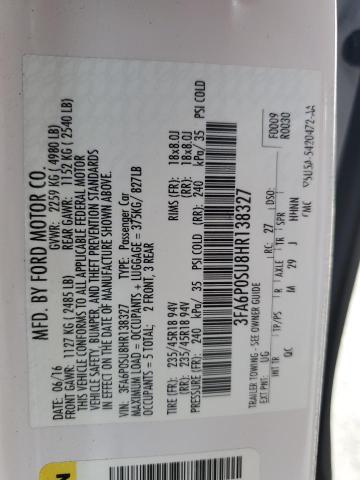 MFD. BY FORD MOTOR CO.
06/16 GVWR: 2259 KG (4980 LB)
FRONT GAWR: 1127 KG (2485 LB) REAR GAWR: 1152 KG (2540 LB)
THIS VEHICLE CONFORMS TO ALL APPLICABLE FEDERAL MOTOR
VEHICLE SAFETY, BUMPER, AND THEFT PREVENTION STANDARDS
IN EFFECT ON THE DATE OF MANUFACTURE SHOWN ABOVE.
VIN: 3FA6P0SU8HR138327 TYPE: Passenger Car
MAXIMUM LOAD = OCCUPANTS + LUGGAGE = 375KG/ 827LB
OCCUPANTS = 5 TOTAL: 2 FRONT, 3 REAR
TIRE (FR): 235/45R18 94V RIMS (FR): 18x8.0J
TIRE (RR): 235/45R18 94V RIMS (RR): 18x8.0J
PRESSURE (FR): 240 kPa/ 35 PSI COLD (RR): 240 kPa/ 35 PSI COLD
3FA6P0SU8HR138327
F0009
R0030
TRAILER TOWING - SEE OWNER GUIDE
EXT PNT: UG RC: 27 DSO:
INT TR TP/PS R AXLE TR SPR
QC M 29 J
FMC
N